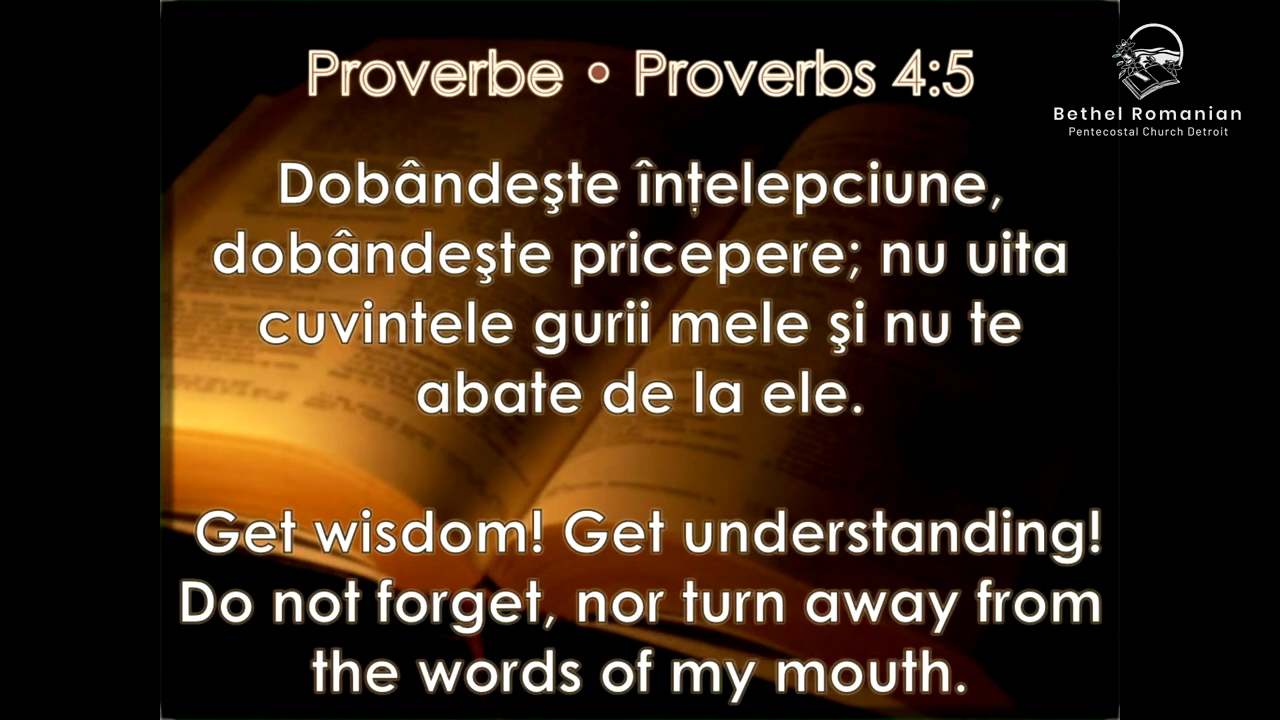 Proverbe • Proverbs 4:5
Bethel Romanian
Pentecostal Church Detroit
Dobândeşte înţelepciune,
dobândeşte pricepere; nu uita
cuvintele gurii mele şi nu te
abate de la ele.
Get wisdom! Get understanding!
Do not forget, nor turn away from
the words of my mouth.